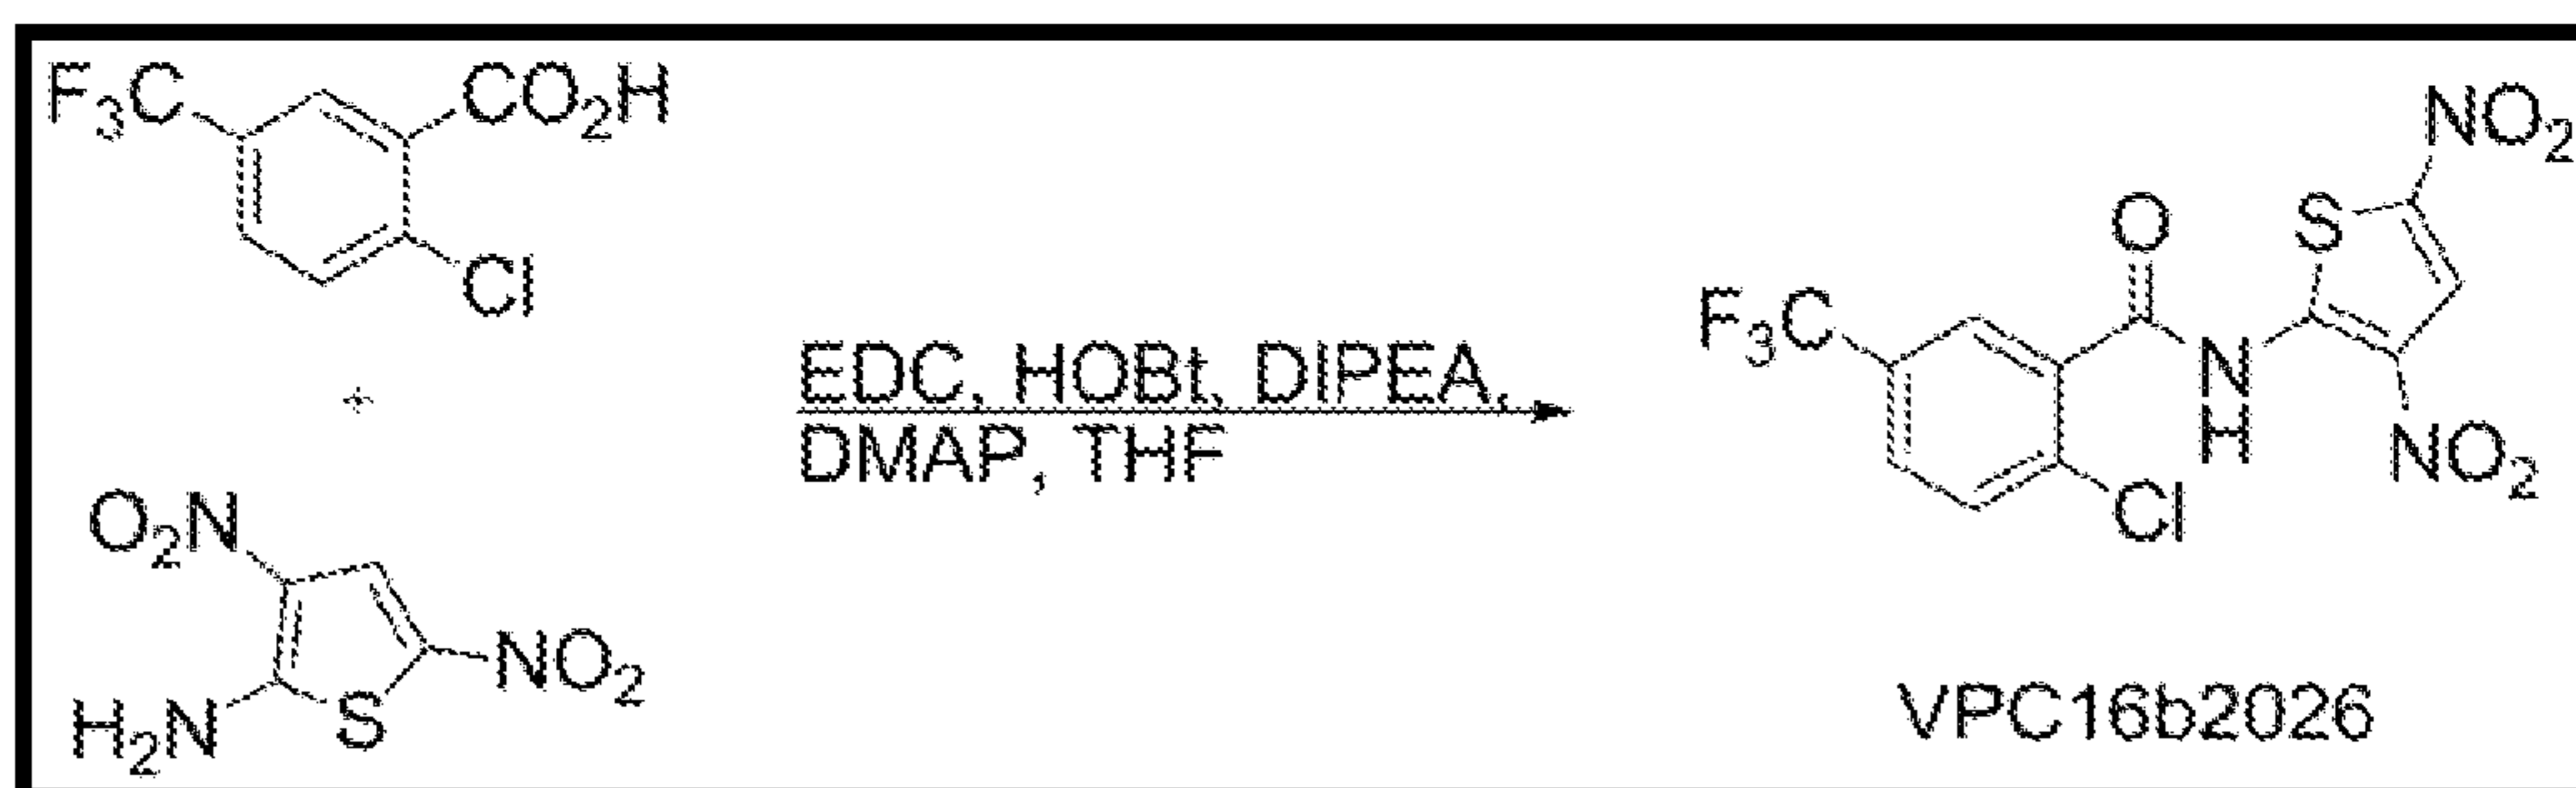 F3C
CO2H
Cl
+
O2N
NO2
H2N
S
EDC, HOBt, DIPEA,
DMAP, THF
NO2
S
O
F3C
N
H
NO2
Cl
VPC16b2026